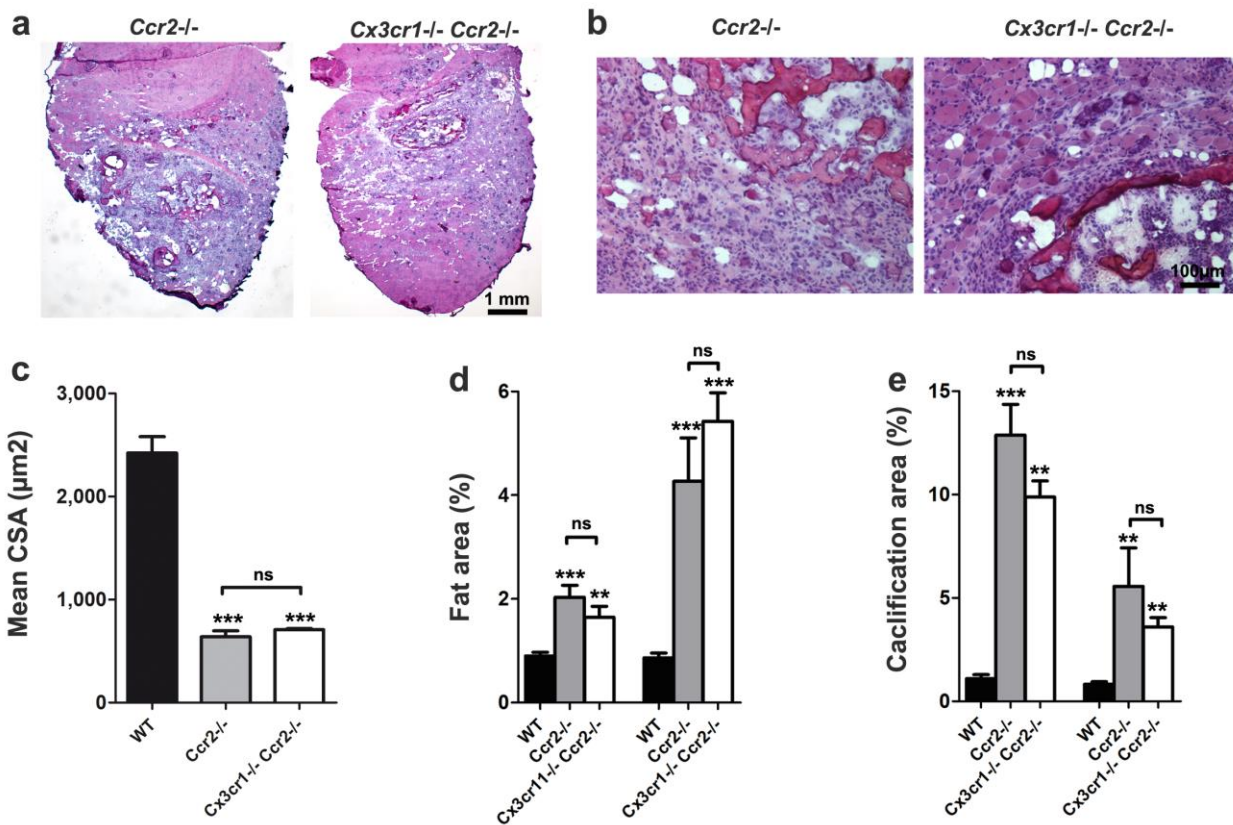 a
Ccr2-/-
Cx3cr1-/- Ccr2-/-
1 mm
b
Ccr2-/-
Cx3cr1-/- Ccr2-/-
100µm
c
Mean CSA (µm2)
3,000
2,000
1,000
0
ns
***
***
WT
Ccr2-/-
Cx3cr1-/- Ccr2-/-
d
Fat area (%)
6
4
2
0
ns
***
**
ns
***
***
WT
Ccr2-/-
Cx3cr11-/- Ccr2-/-
WT
Ccr2-/-
Cx3cr1-/- Ccr2-/-
e
Caclification area (%)
15
10
5
0
ns
***
**
ns
**
**
WT
Ccr2-/-
Cx3cr1-/- Ccr2-/-
WT
Ccr2-/-
Cx3cr1-/- Ccr2-/-